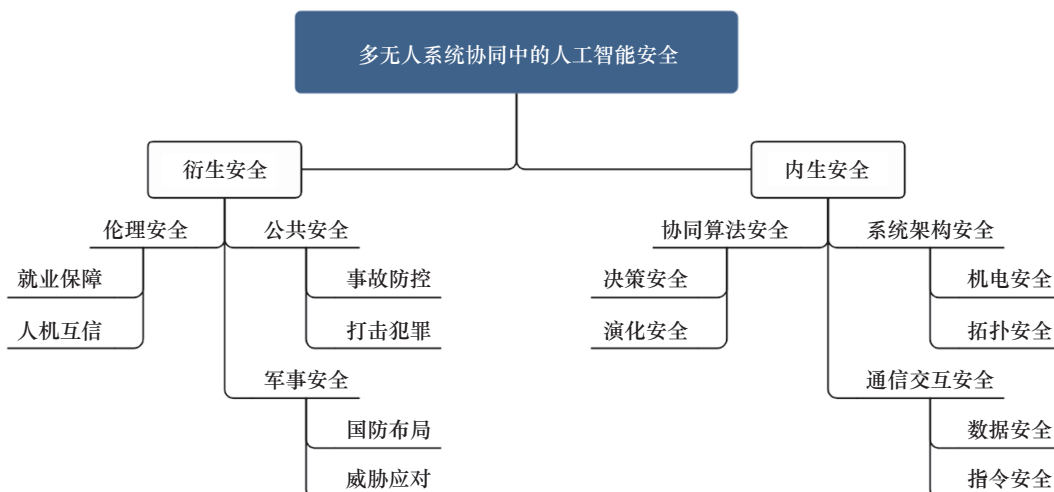 多无人系统协同中的人工智能安全
衍生安全
内生安全
伦理安全
公共安全
协同算法安全
系统架构安全
就业保障
事故防控
决策安全
机电安全
人机互信
打击犯罪
演化安全
拓扑安全
军事安全
通信交互安全
国防布局
数据安全
威胁应对
指令安全